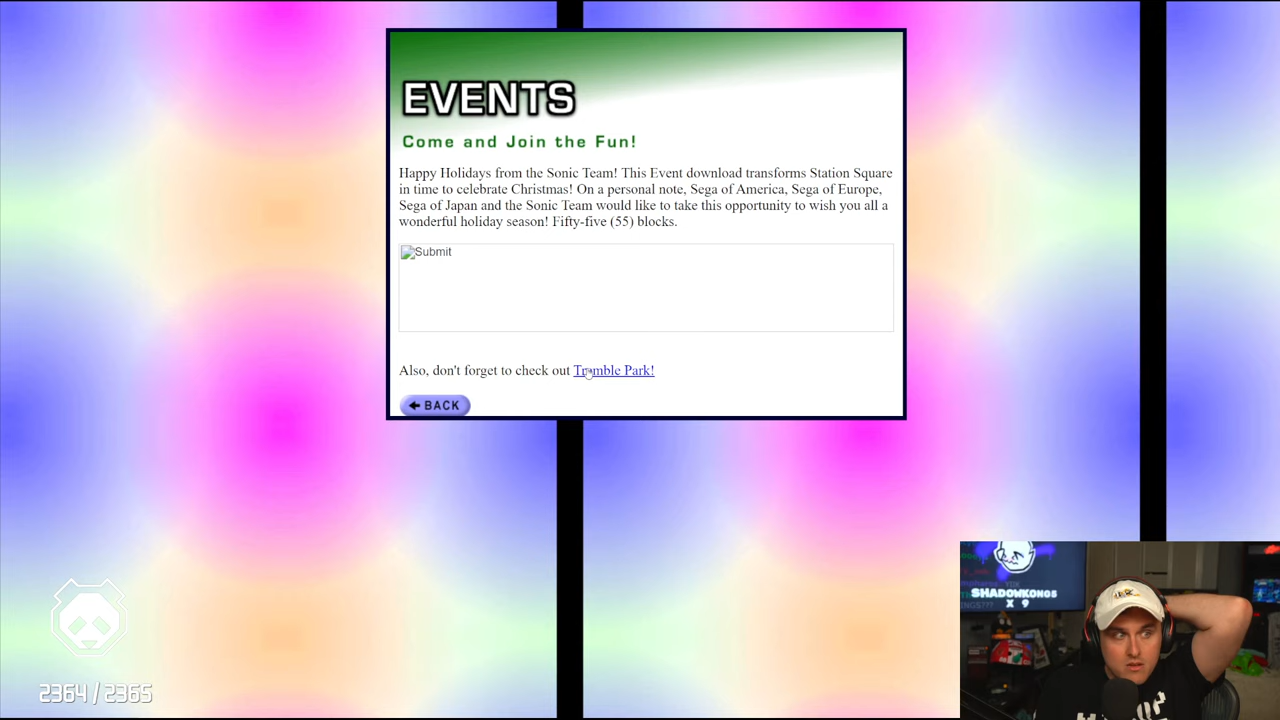 EVENTS
Come and Join the Fun!
Happy Holidays from the Sonic Team! This Event download transforms Station Square
in time to celebrate Christmas! On a personal note, Sega of America, Sega of Europe,
Sega of Japan and the Sonic Team would like to take this opportunity to wish you all a
wonderful holiday season! Fifty-five (55) blocks.
Submit
Also, don't forget to check out Tramble Park!
BACK
2364 / 2365
SHADOWKONG5
X 9